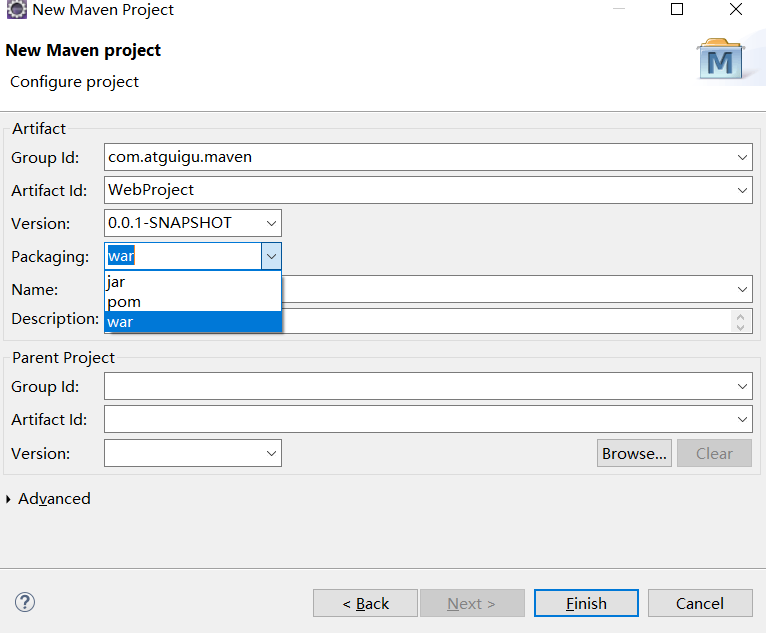 New Maven Project
New Maven project
Configure project
M
Artifact
Group Id: com.atguigu.maven
Artifact Id: WebProject
Version: 0.0.1-SNAPSHOT
Packaging: war
jar
Name:
pom
Description:
war
Parent Project
Group Id:
Artifact Id:
Version:
Browse... Clear
Advanced
? < Back Next > Finish Cancel